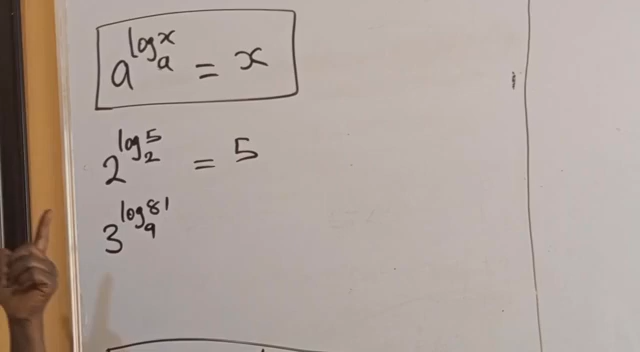 a^{log_a x} = x
2^{log_2 5} = 5
3^{log_9 81}